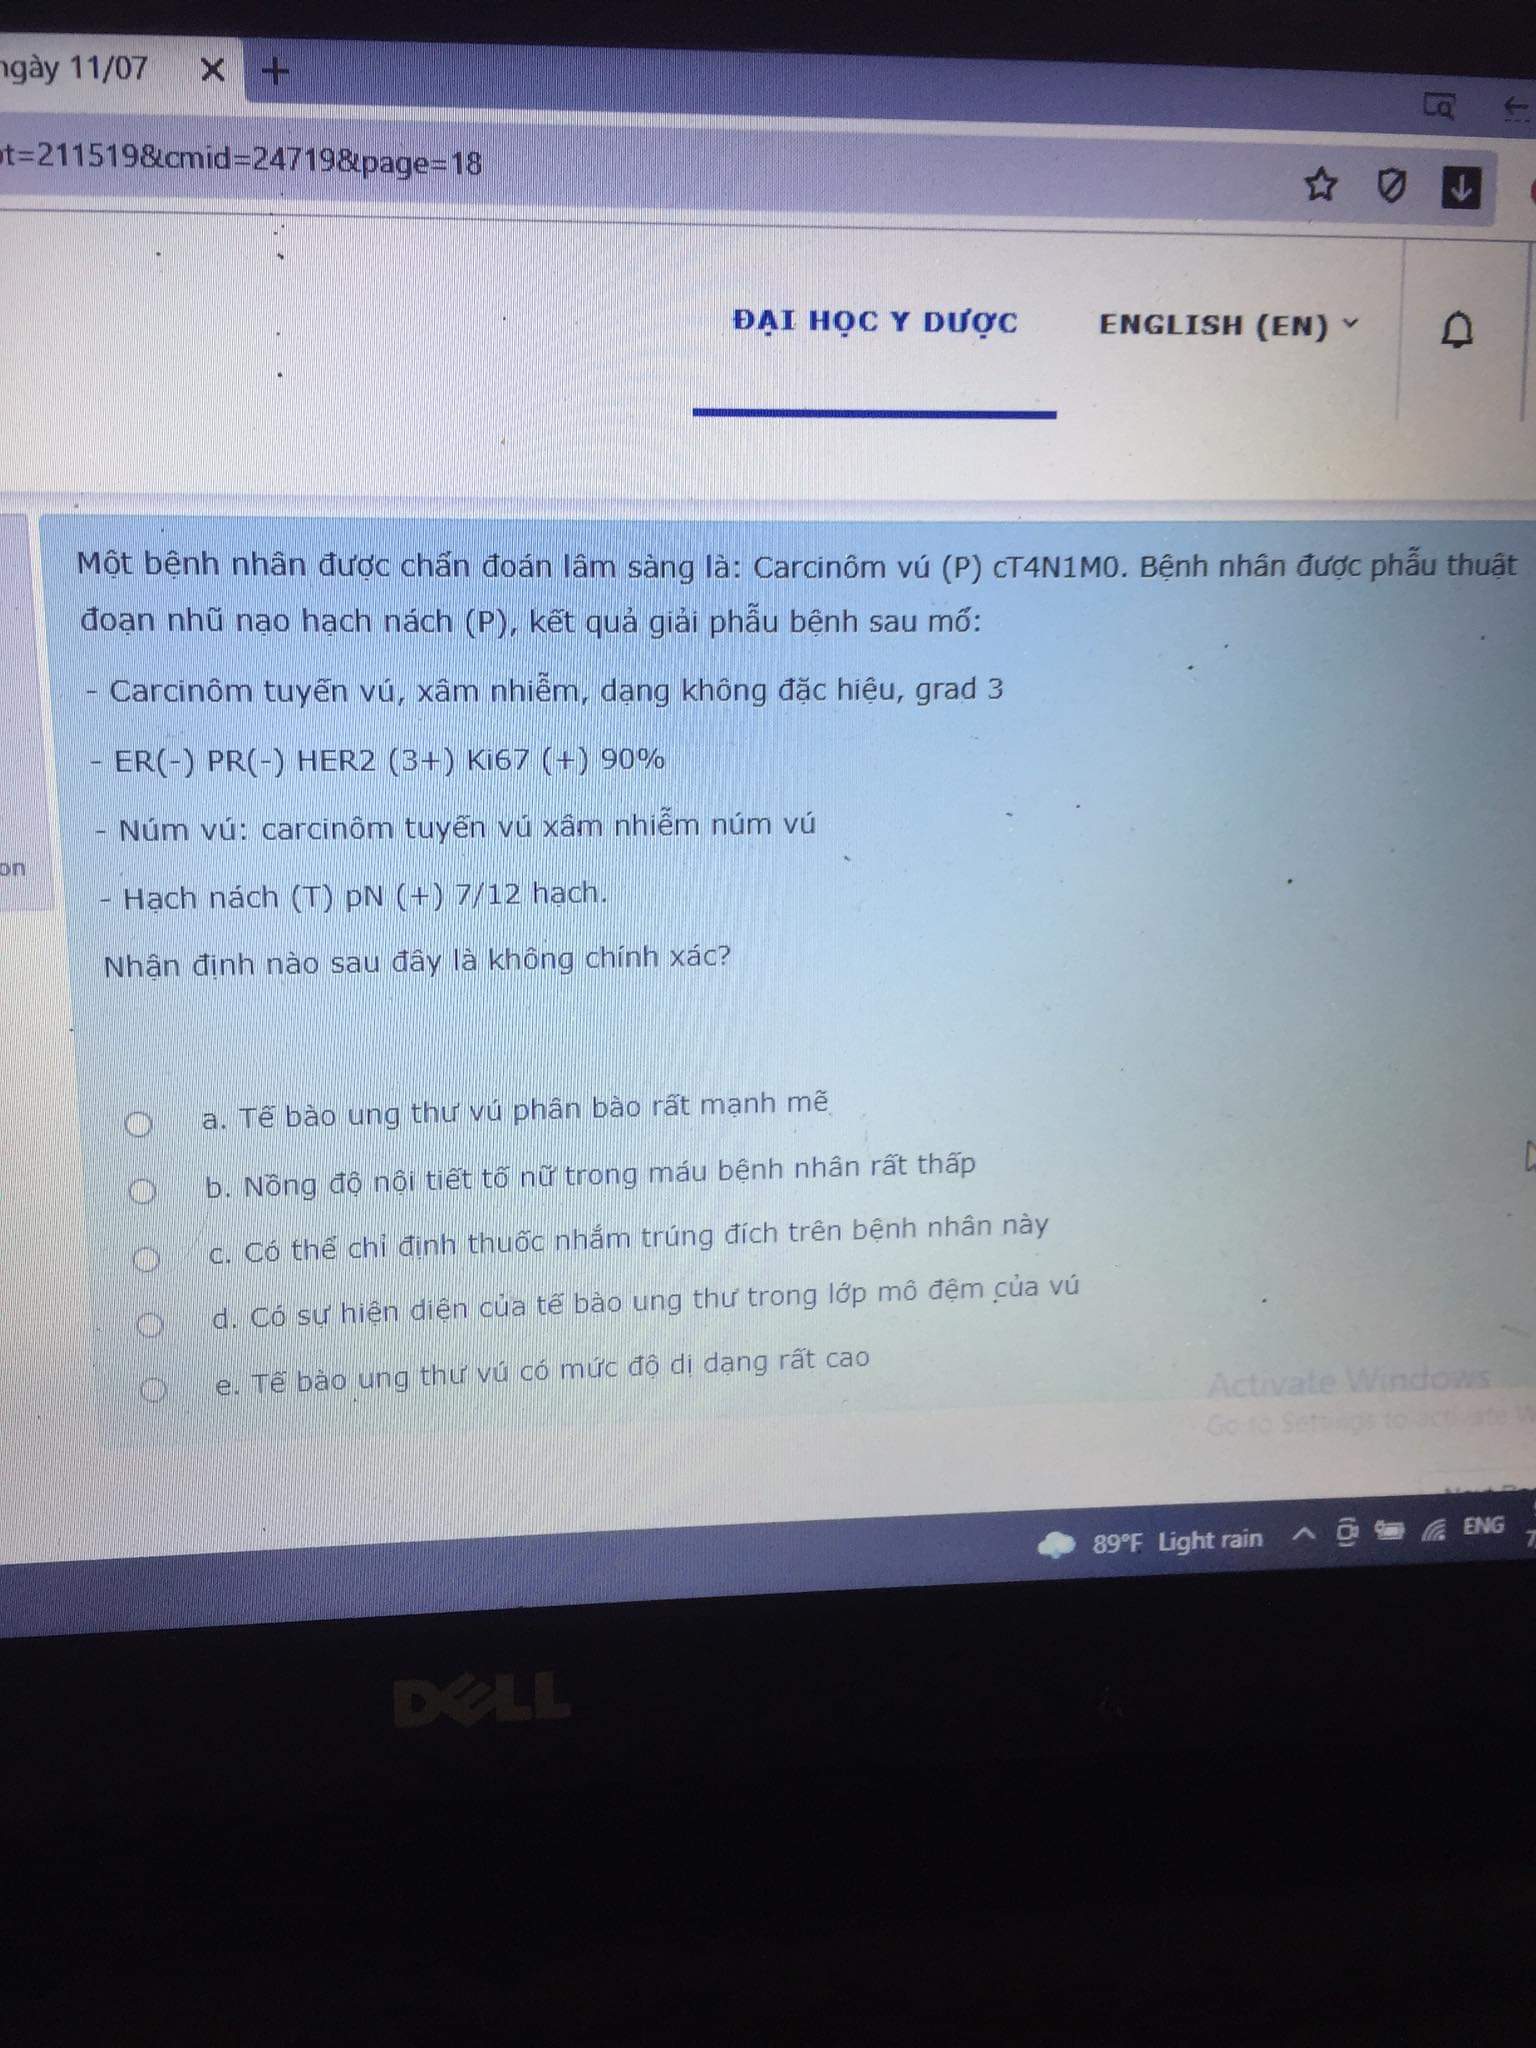 ngày 11/07
ot=211519&cmid=24719&page=18
ĐẠI HỌC Y DƯỢC
ENGLISH (EN)
Một bệnh nhân được chẩn đoán lâm sàng là: Carcinôm vú (P) cT4N1M0. Bệnh nhân được phẫu thuật
đoạn nhũ nạo hạch nách (P), kết quả giải phẫu bệnh sau mổ:
- Carcinôm tuyến vú, xâm nhiễm, dạng không đặc hiệu, grad 3
- ER(-) PR(-) HER2 (3+) Ki67 (+) 90%
- Núm vú: carcinôm tuyến vú xâm nhiễm núm vú
on
- Hạch nách (T) pN (+) 7/12 hạch.
Nhận định nào sau đây là không chính xác?
a. Tế bào ung thư vú phân bào rất mạnh mẽ
b. Nồng độ nội tiết tố nữ trong máu bệnh nhân rất thấp
c. Có thể chỉ định thuốc nhắm trúng đích trên bệnh nhân này
d. Có sự hiện diện của tế bào ung thư trong lớp mô đệm của vú
e. Tế bào ung thư vú có mức độ dị dạng rất cao
Activate Windows
Go to Settings to activate W
89°F Light rain
ENG
7
DELL